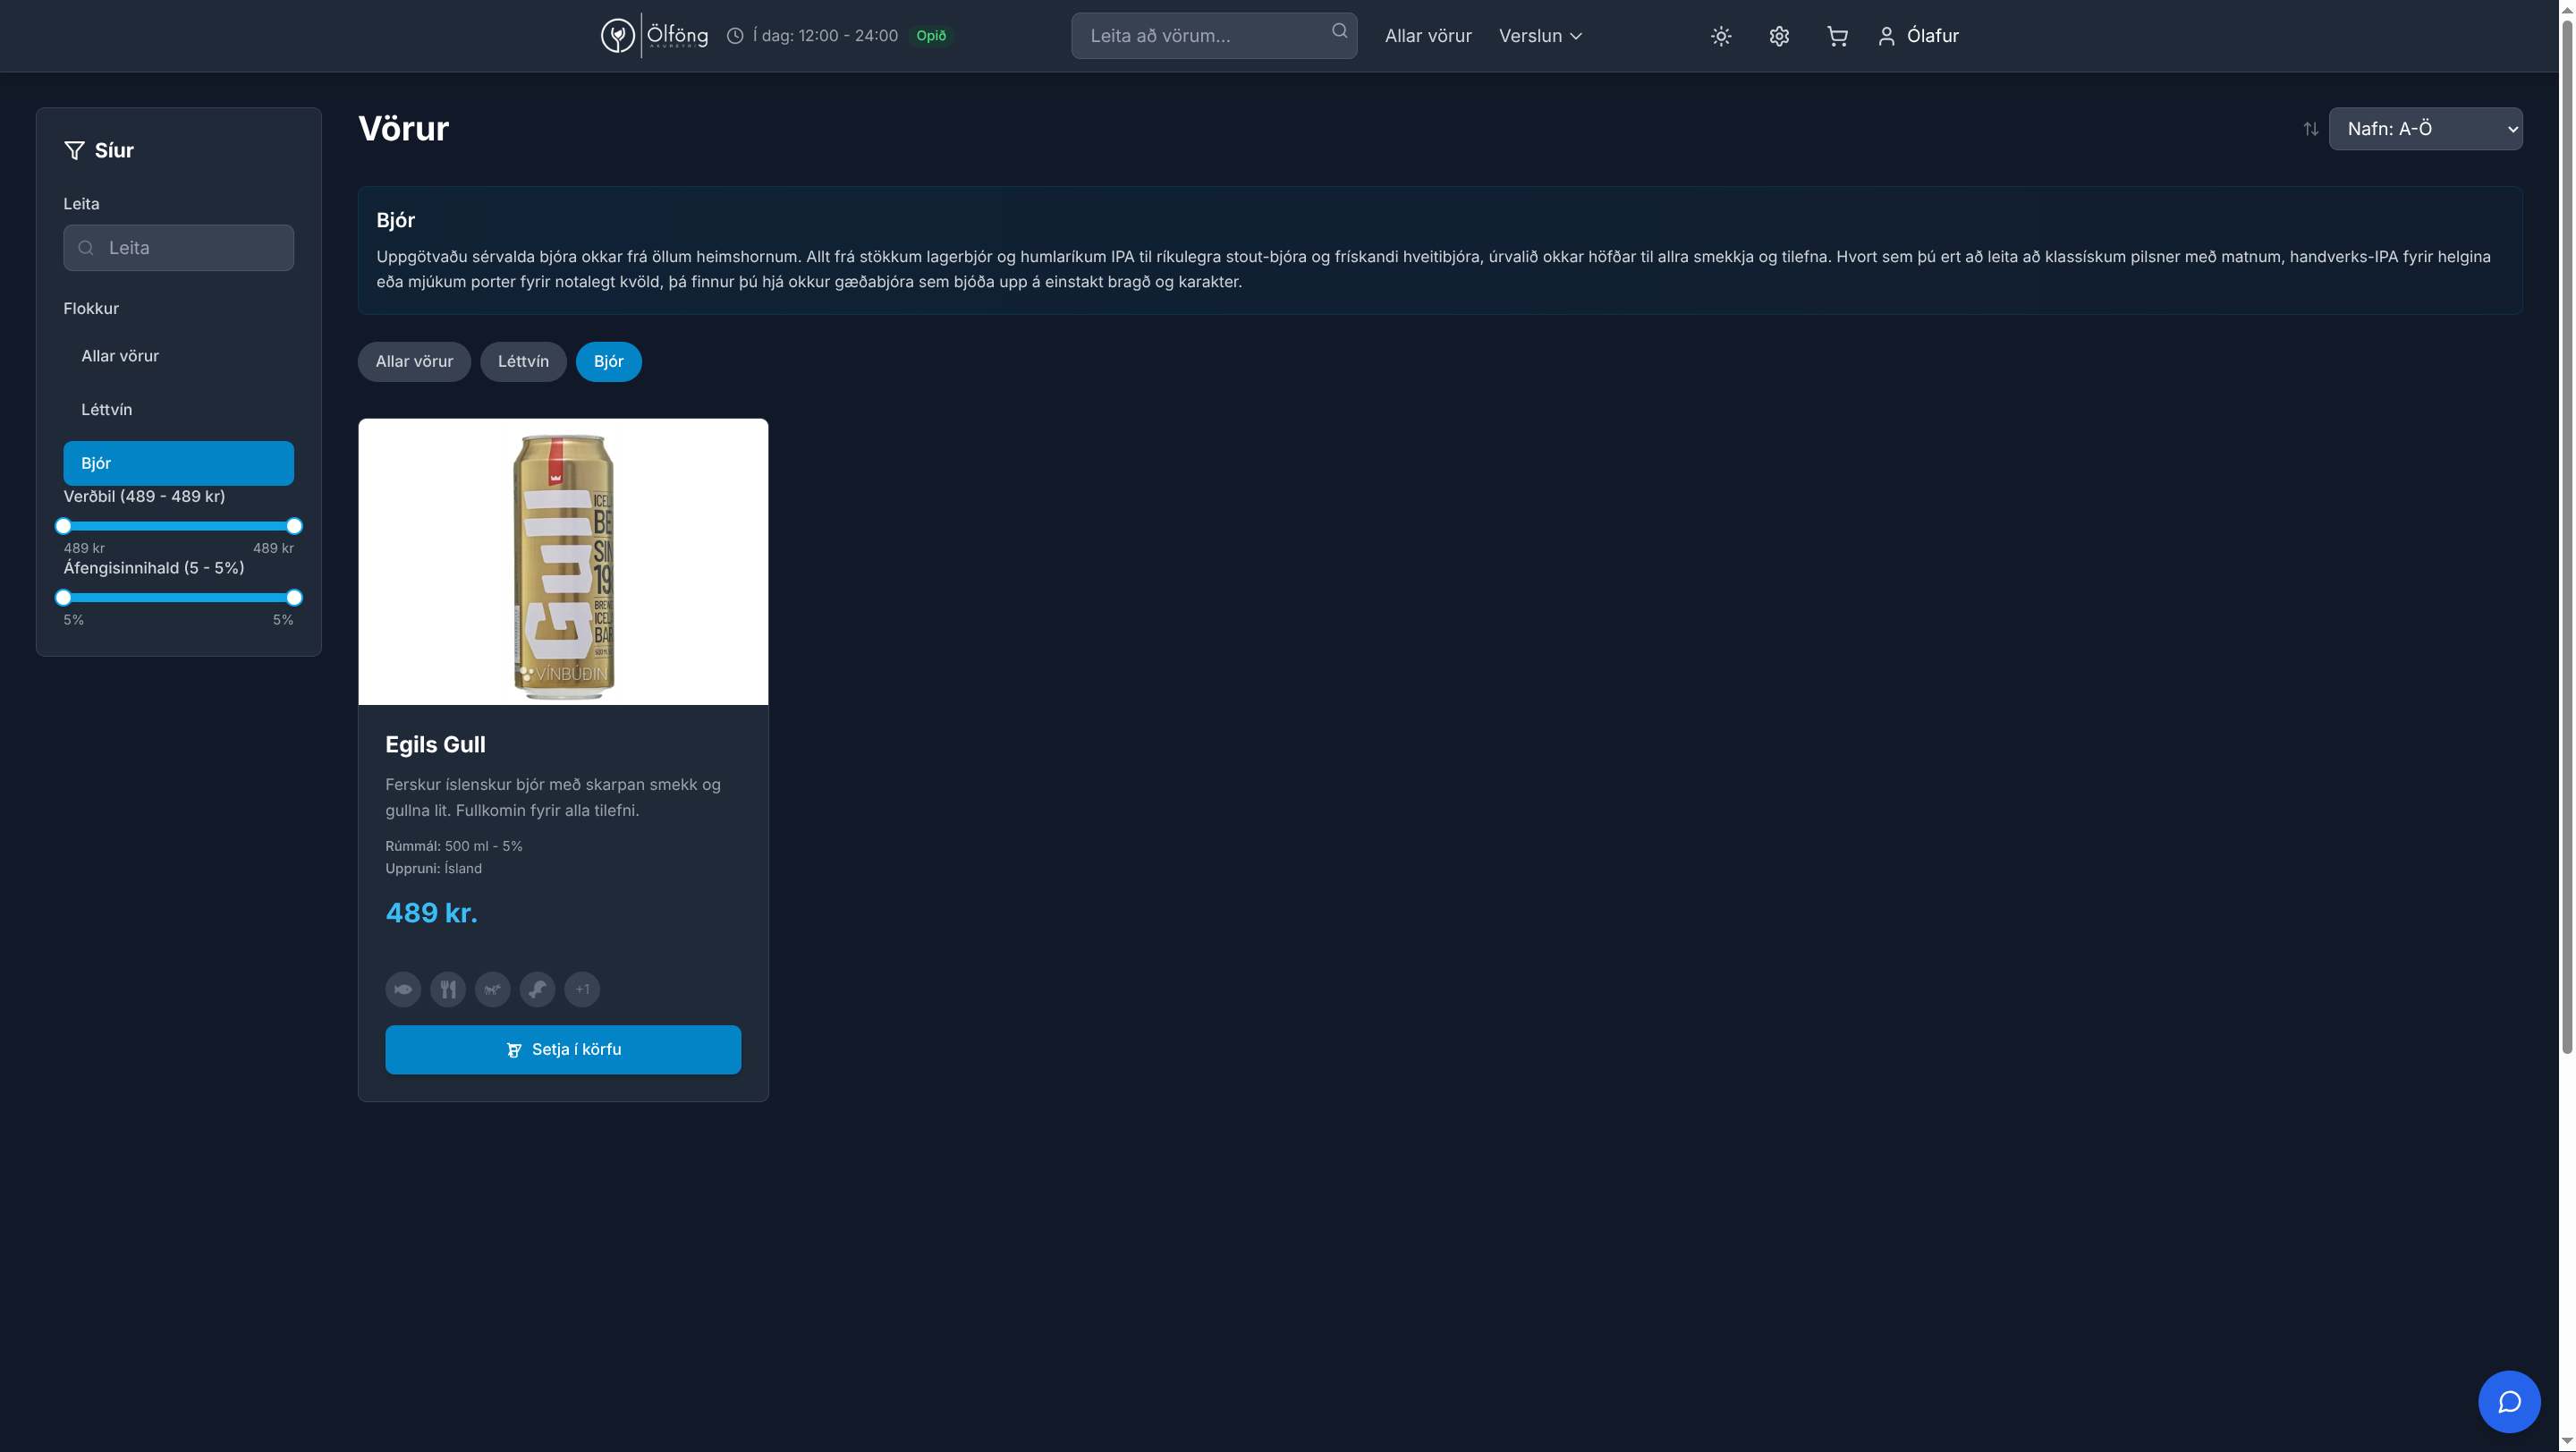 Ölföng
AKUREYRI
Í dag: 12:00 - 24:00
Opið
Leita að vörum...
Allar vörur
Verslun
Ólafur
Síur
Leita
Leita
Flokkur
Allar vörur
Léttvín
Bjór
Verðbil (489 - 489 kr)
489 kr 489 kr
Áfengisinnihald (5 - 5%)
5% 5%
Vörur
Nafn: A-Ö
Bjór
Uppgötvaðu sérvalda bjóra okkar frá öllum heimshornum. Allt frá stökkum lagerbjór og humlaríkum IPA til ríkulegra stout-bjóra og frískandi hveitibjóra, úrvalið okkar höfðar til allra smekkja og tilefna. Hvort sem þú ert að leita að klassískum pilsner með matnum, handverks-IPA fyrir helgina
eða mjúkum porter fyrir notalegt kvöld, þá finnur þú hjá okkur gæðabjóra sem bjóða upp á einstakt bragð og karakter.
Allar vörur
Léttvín
Bjór
GULL
VÍNBÚÐIN
Egils Gull
Ferskur íslenskur bjór með skarpan smekk og
gullna lit. Fullkomin fyrir alla tilefni.
Rúmmál: 500 ml - 5%
Uppruni: Ísland
489 kr.
+1
Setja í körfu